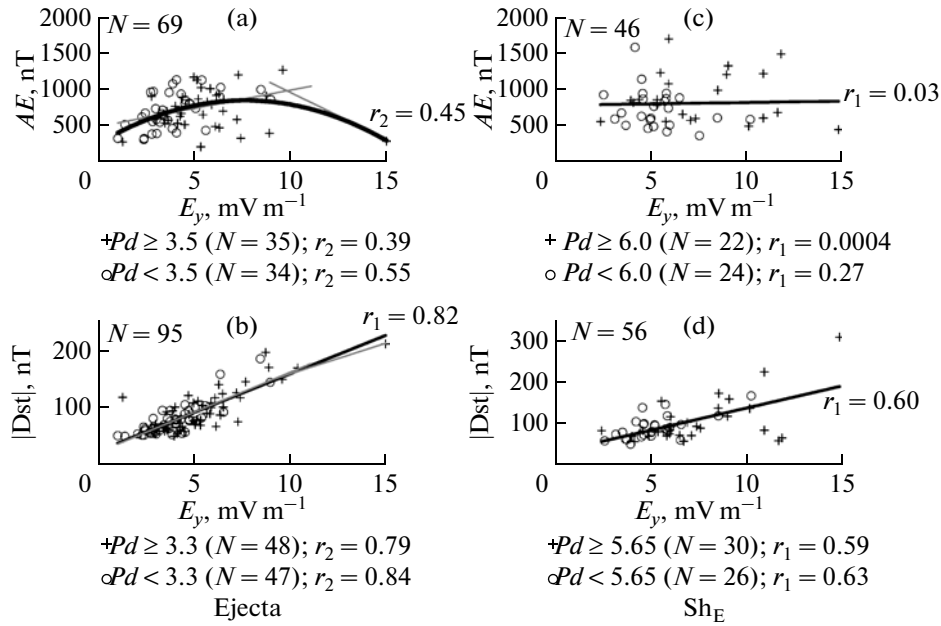 (a)
N = 69
2000
1500
1000
500
AE, nT
r₂ = 0.45
0 5 10 15
E_y, mV m⁻¹
+Pd ≥ 3.5 (N = 35); r₂ = 0.39
○Pd < 3.5 (N = 34); r₂ = 0.55
(c)
N = 46
2000
1500
1000
500
AE, nT
r₁ = 0.03
0 5 10 15
E_y, mV m⁻¹
+ Pd ≥ 6.0 (N = 22); r₁ = 0.0004
○ Pd < 6.0 (N = 24); r₁ = 0.27
(b)
N = 95
r₁ = 0.82
200
100
|Dst|, nT
0 5 10 15
E_y, mV m⁻¹
+Pd ≥ 3.3 (N = 48); r₂ = 0.79
○Pd < 3.3 (N = 47); r₂ = 0.84
Ejecta
(d)
N = 56
300
200
100
|Dst|, nT
r₁ = 0.60
0 5 10 15
E_y, mV m⁻¹
+Pd ≥ 5.65 (N = 30); r₁ = 0.59
○Pd < 5.65 (N = 26); r₁ = 0.63
Sh_E